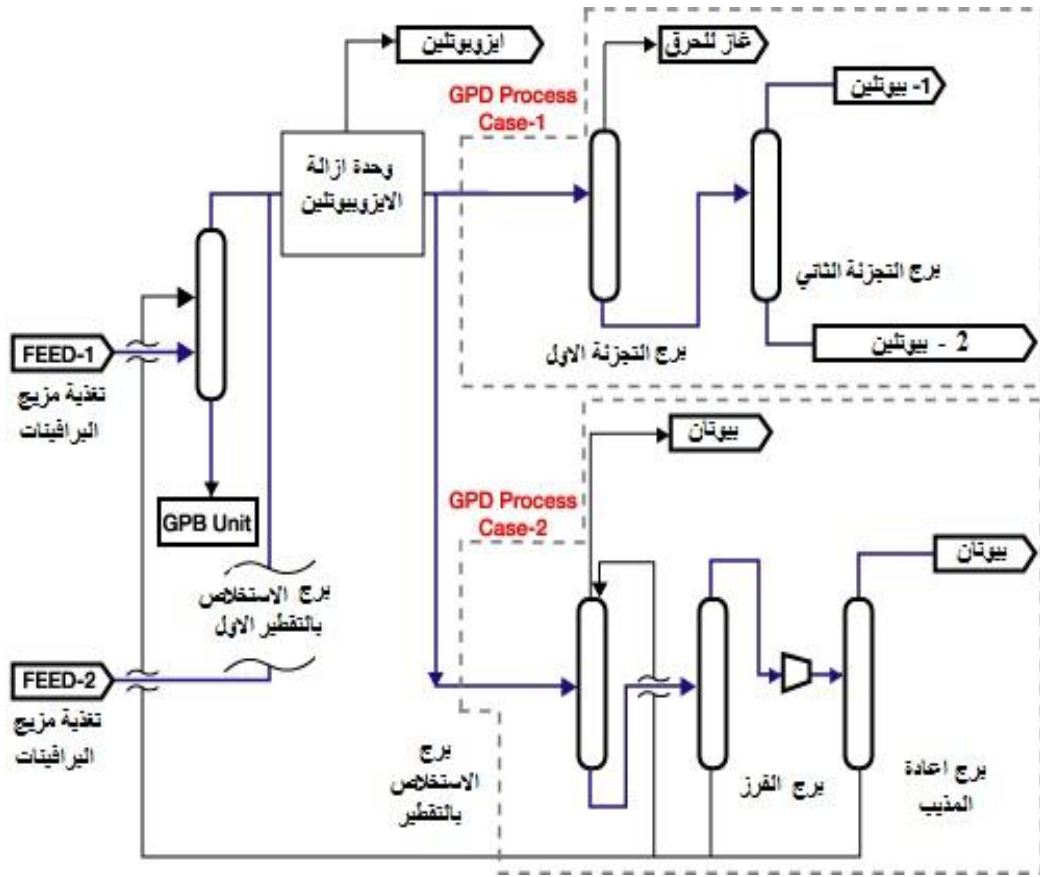 ايزوبوتلين
غاز للحرق
GPD Process
Case-1
1- بيوتلين
وحدة ازالة
الايزوبيوتلين
برج التجزئة الثاني
FEED-1
تغذية مزيج
البرافينات
برج التجزئة الاول
2 - بيوتلين
بيوتان
GPD Process
Case-2
GPB Unit
بيوتان
برج الاستخلاص
بالتقطير الاول
FEED-2
تغذية مزيج
البرافينات
برج
الاستخلاص
بالتقطير
برج الفرز
برج اعادة
المذيب